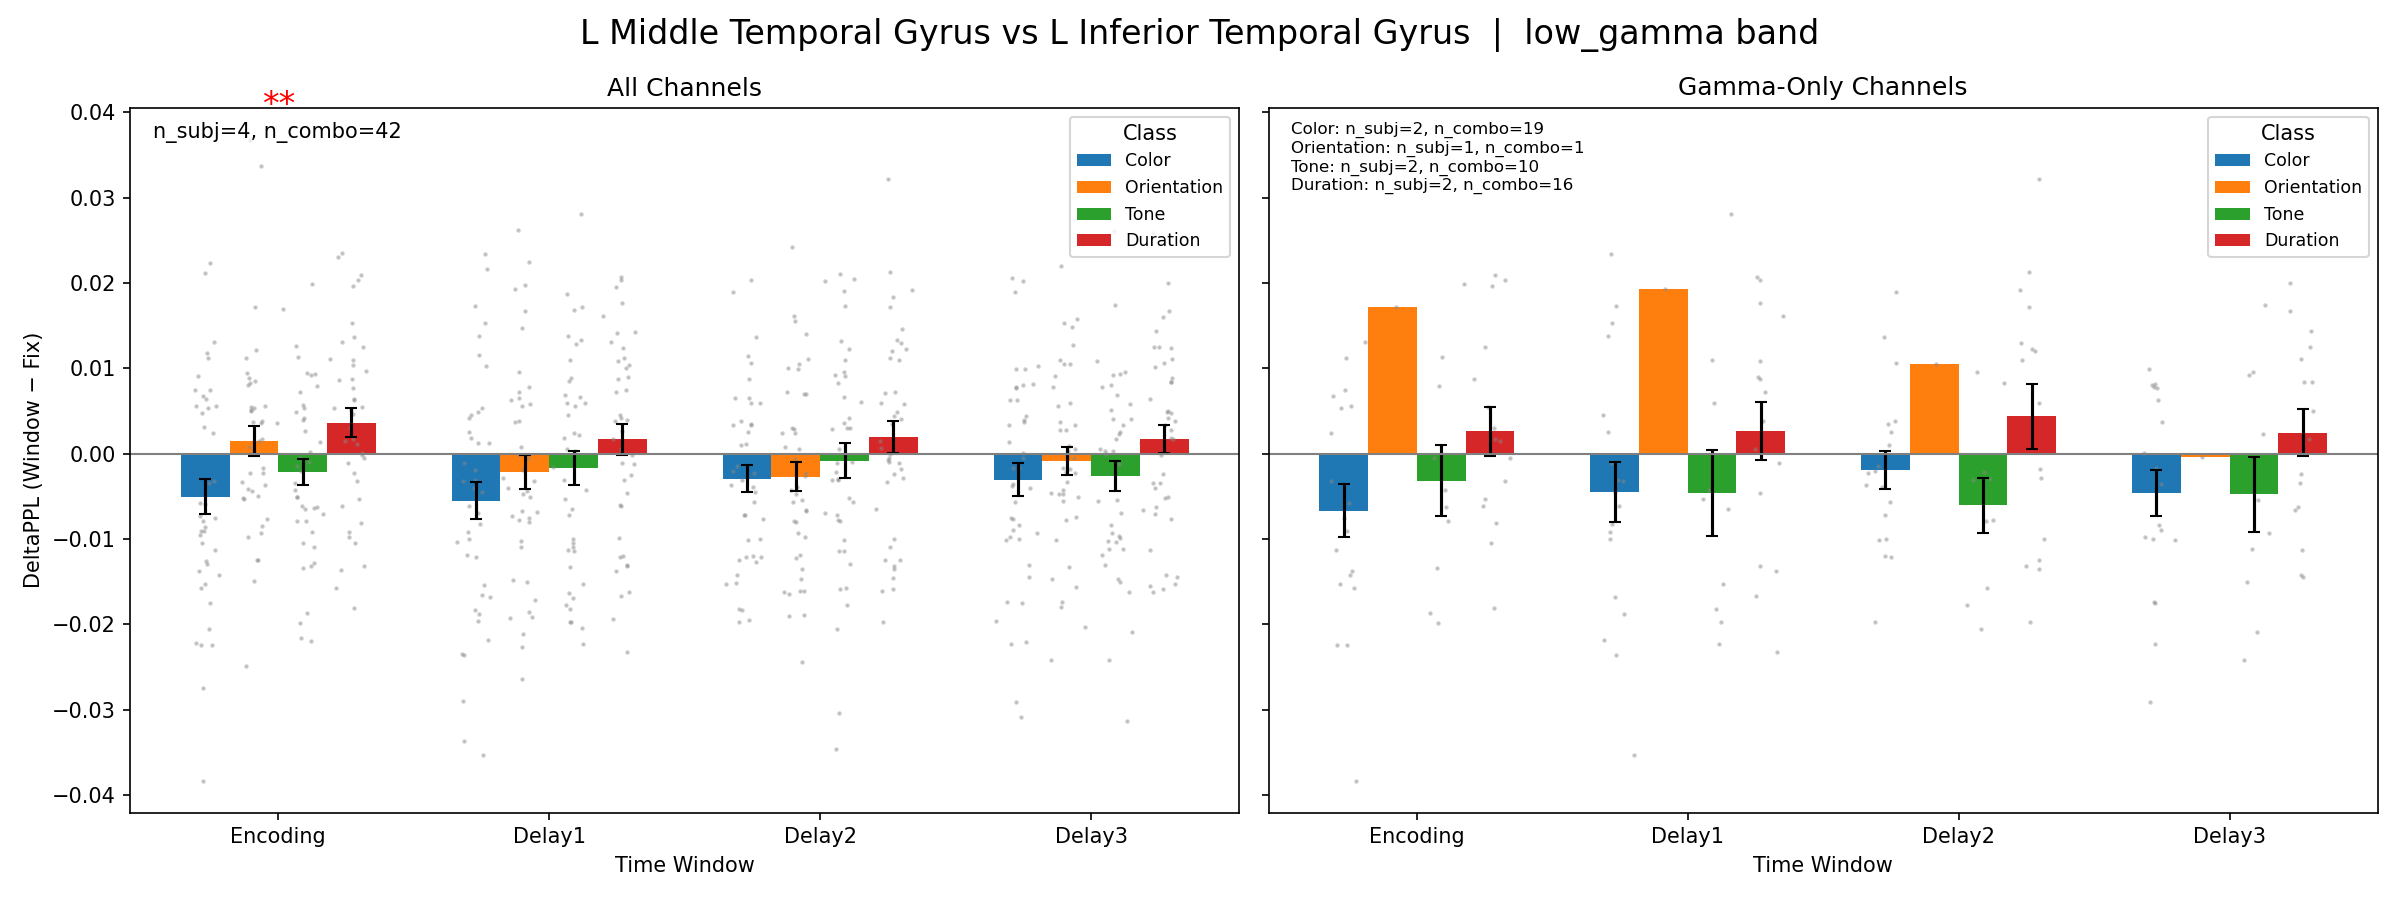 L Middle Temporal Gyrus vs L Inferior Temporal Gyrus | low_gamma band
All Channels
**
n_subj=4, n_combo=42
Class
Color
Orientation
Tone
Duration
0.04
0.03
0.02
0.01
0.00
−0.01
−0.02
−0.03
−0.04
DeltaPPL (Window − Fix)
Encoding
Delay1
Delay2
Delay3
Time Window
Gamma-Only Channels
Color: n_subj=2, n_combo=19
Orientation: n_subj=1, n_combo=1
Tone: n_subj=2, n_combo=10
Duration: n_subj=2, n_combo=16
Class
Color
Orientation
Tone
Duration
Encoding
Delay1
Delay2
Delay3
Time Window